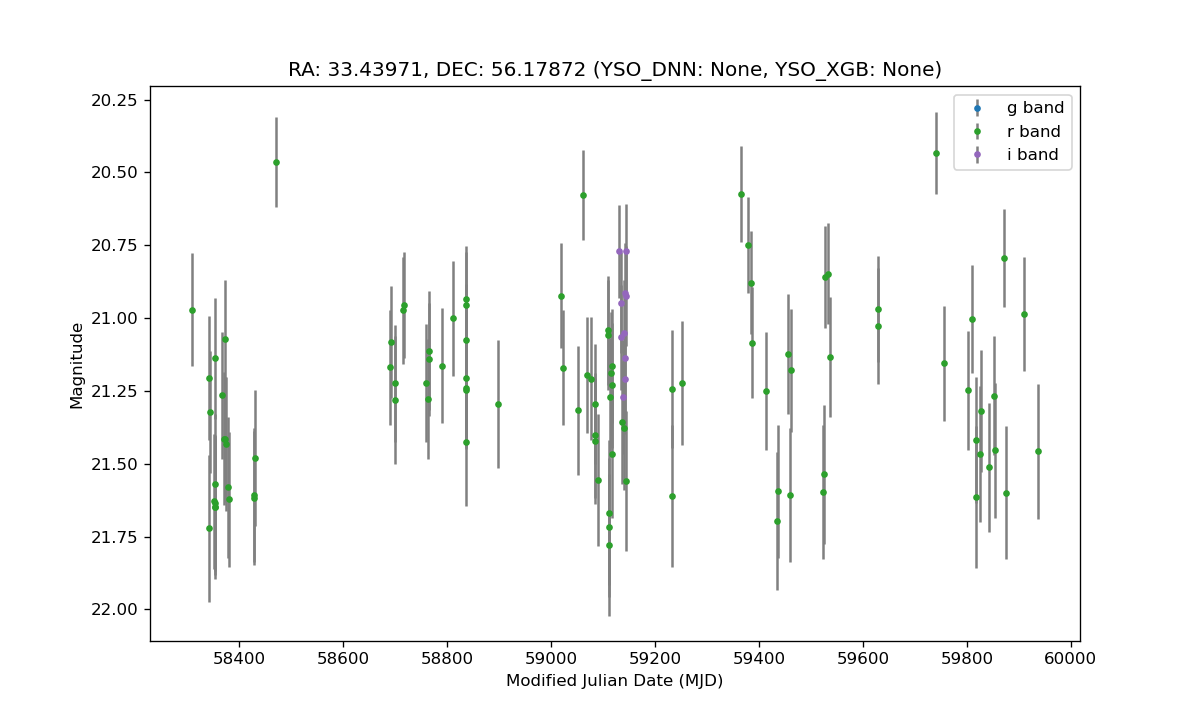 RA: 33.43971, DEC: 56.17872 (YSO_DNN: None, YSO_XGB: None)
g band
r band
i band
20.25
20.50
20.75
21.00
21.25
21.50
21.75
22.00
Magnitude
58400
58600
58800
59000
59200
59400
59600
59800
60000
Modified Julian Date (MJD)